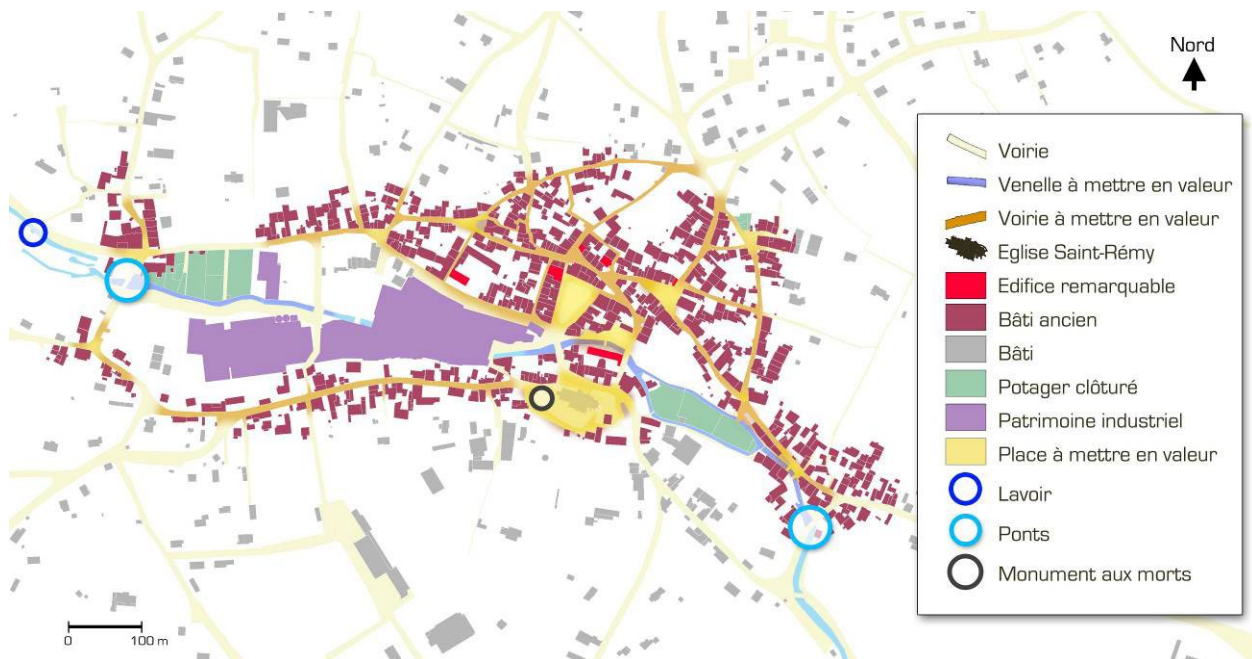 Nord
Voirie
Venelle à mettre en valeur
Voirie à mettre en valeur
Eglise Saint-Rémy
Edifice remarquable
Bâti ancien
Bâti
Potager clôturé
Patrimoine industriel
Place à mettre en valeur
Lavoir
Ponts
Monument aux morts
0 100 m